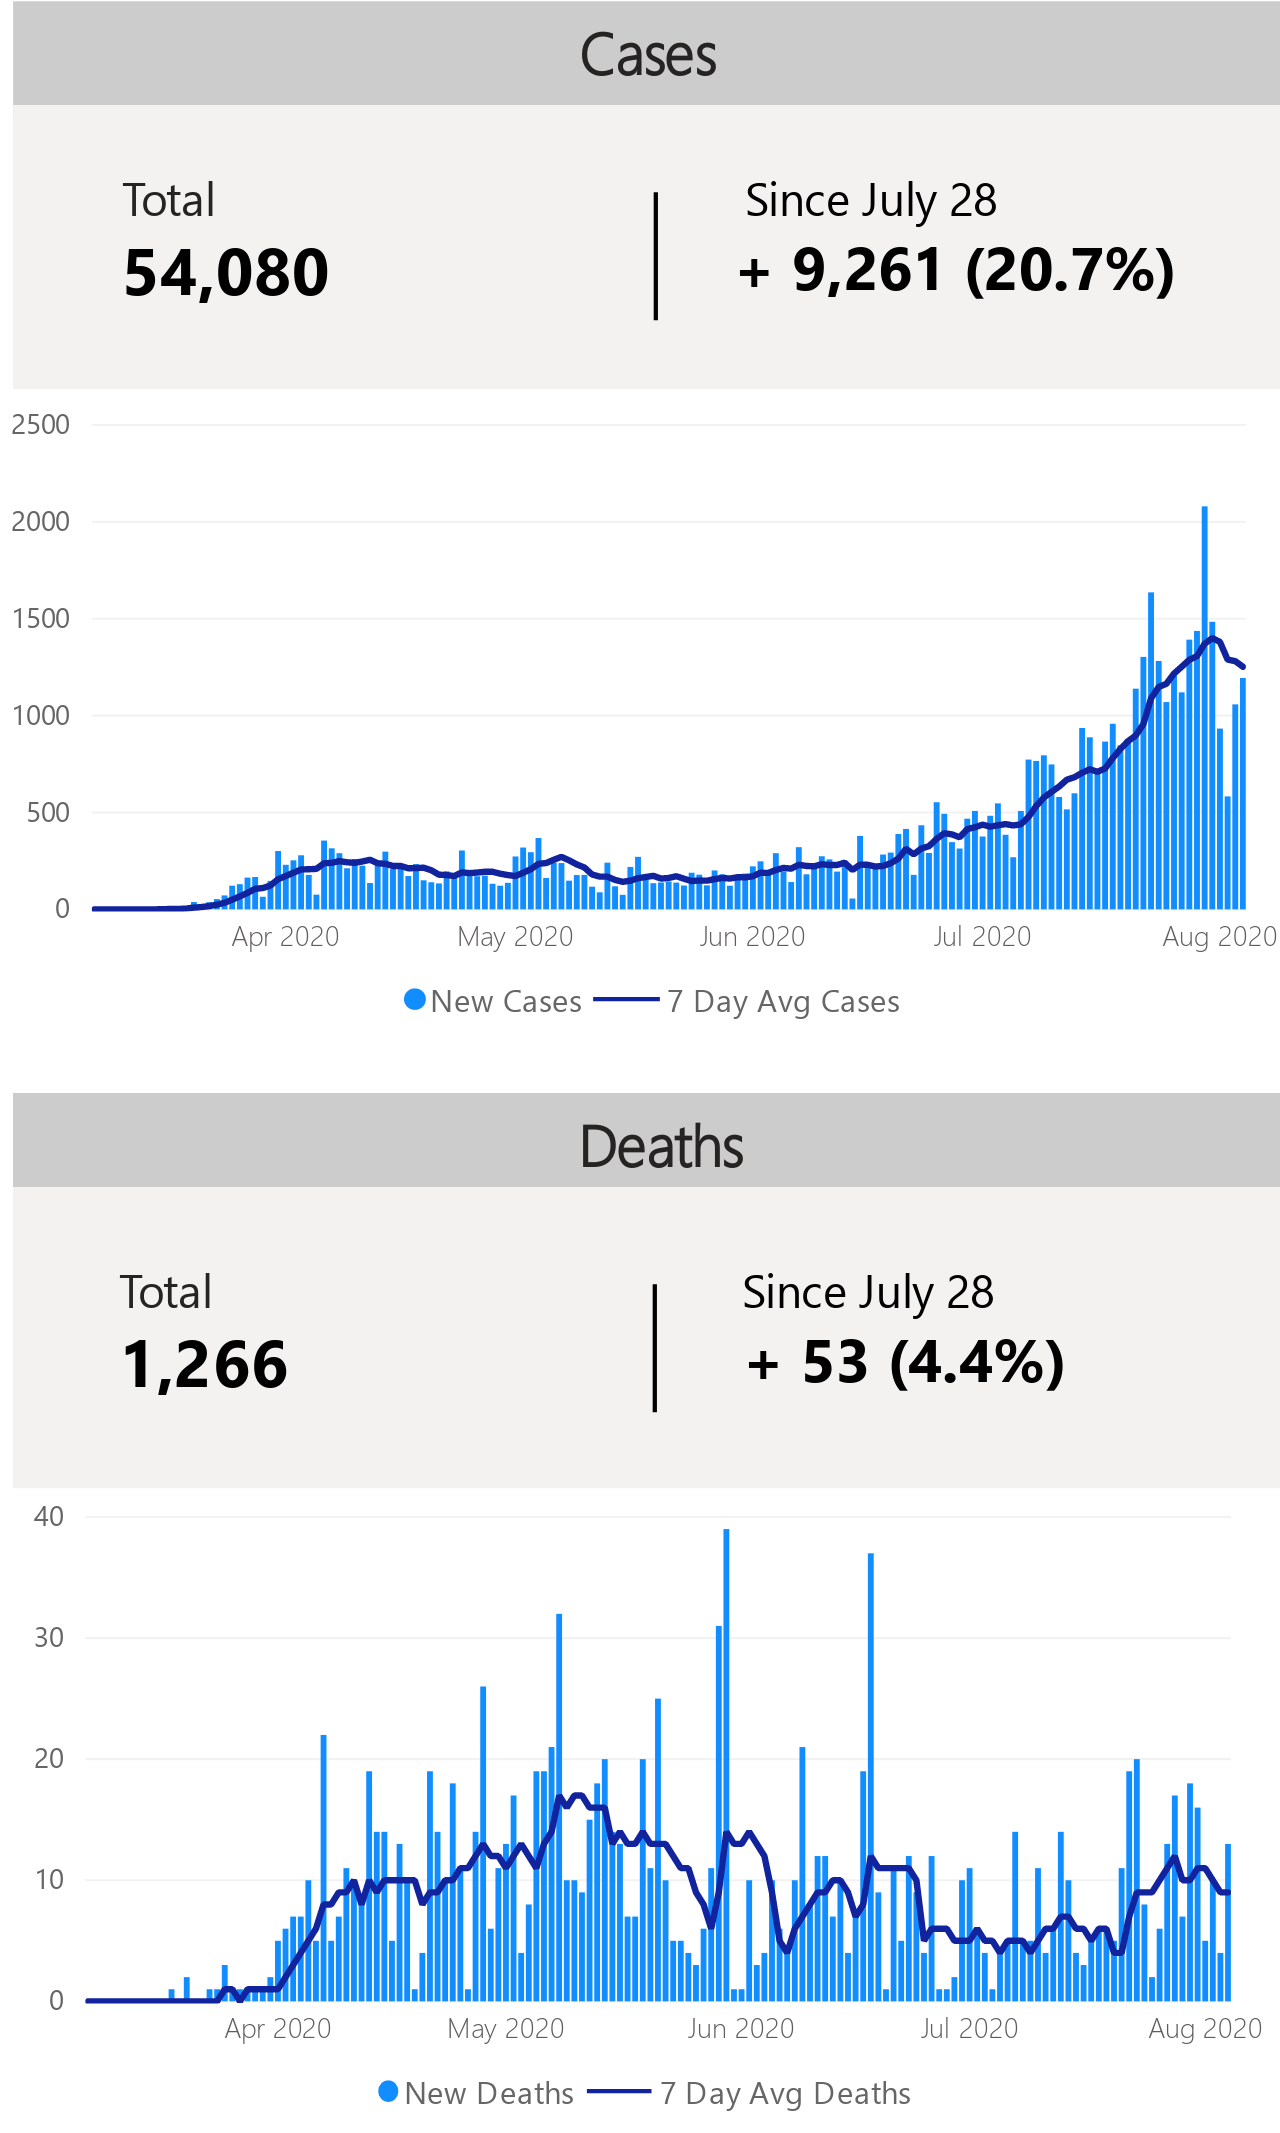 Cases
Total
Since July 28
54,080
+ 9,261 (20.7%)
2500
2000
1500
1000
500
0
Apr 2020
May 2020
Jun 2020
Jul 2020
Aug 2020
New Cases
7 Day Avg Cases
Deaths
Total
Since July 28
1,266
+ 53 (4.4%)
40
30
20
10
0
Apr 2020
May 2020
Jun 2020
Jul 2020
Aug 2020
New Deaths
7 Day Avg Deaths